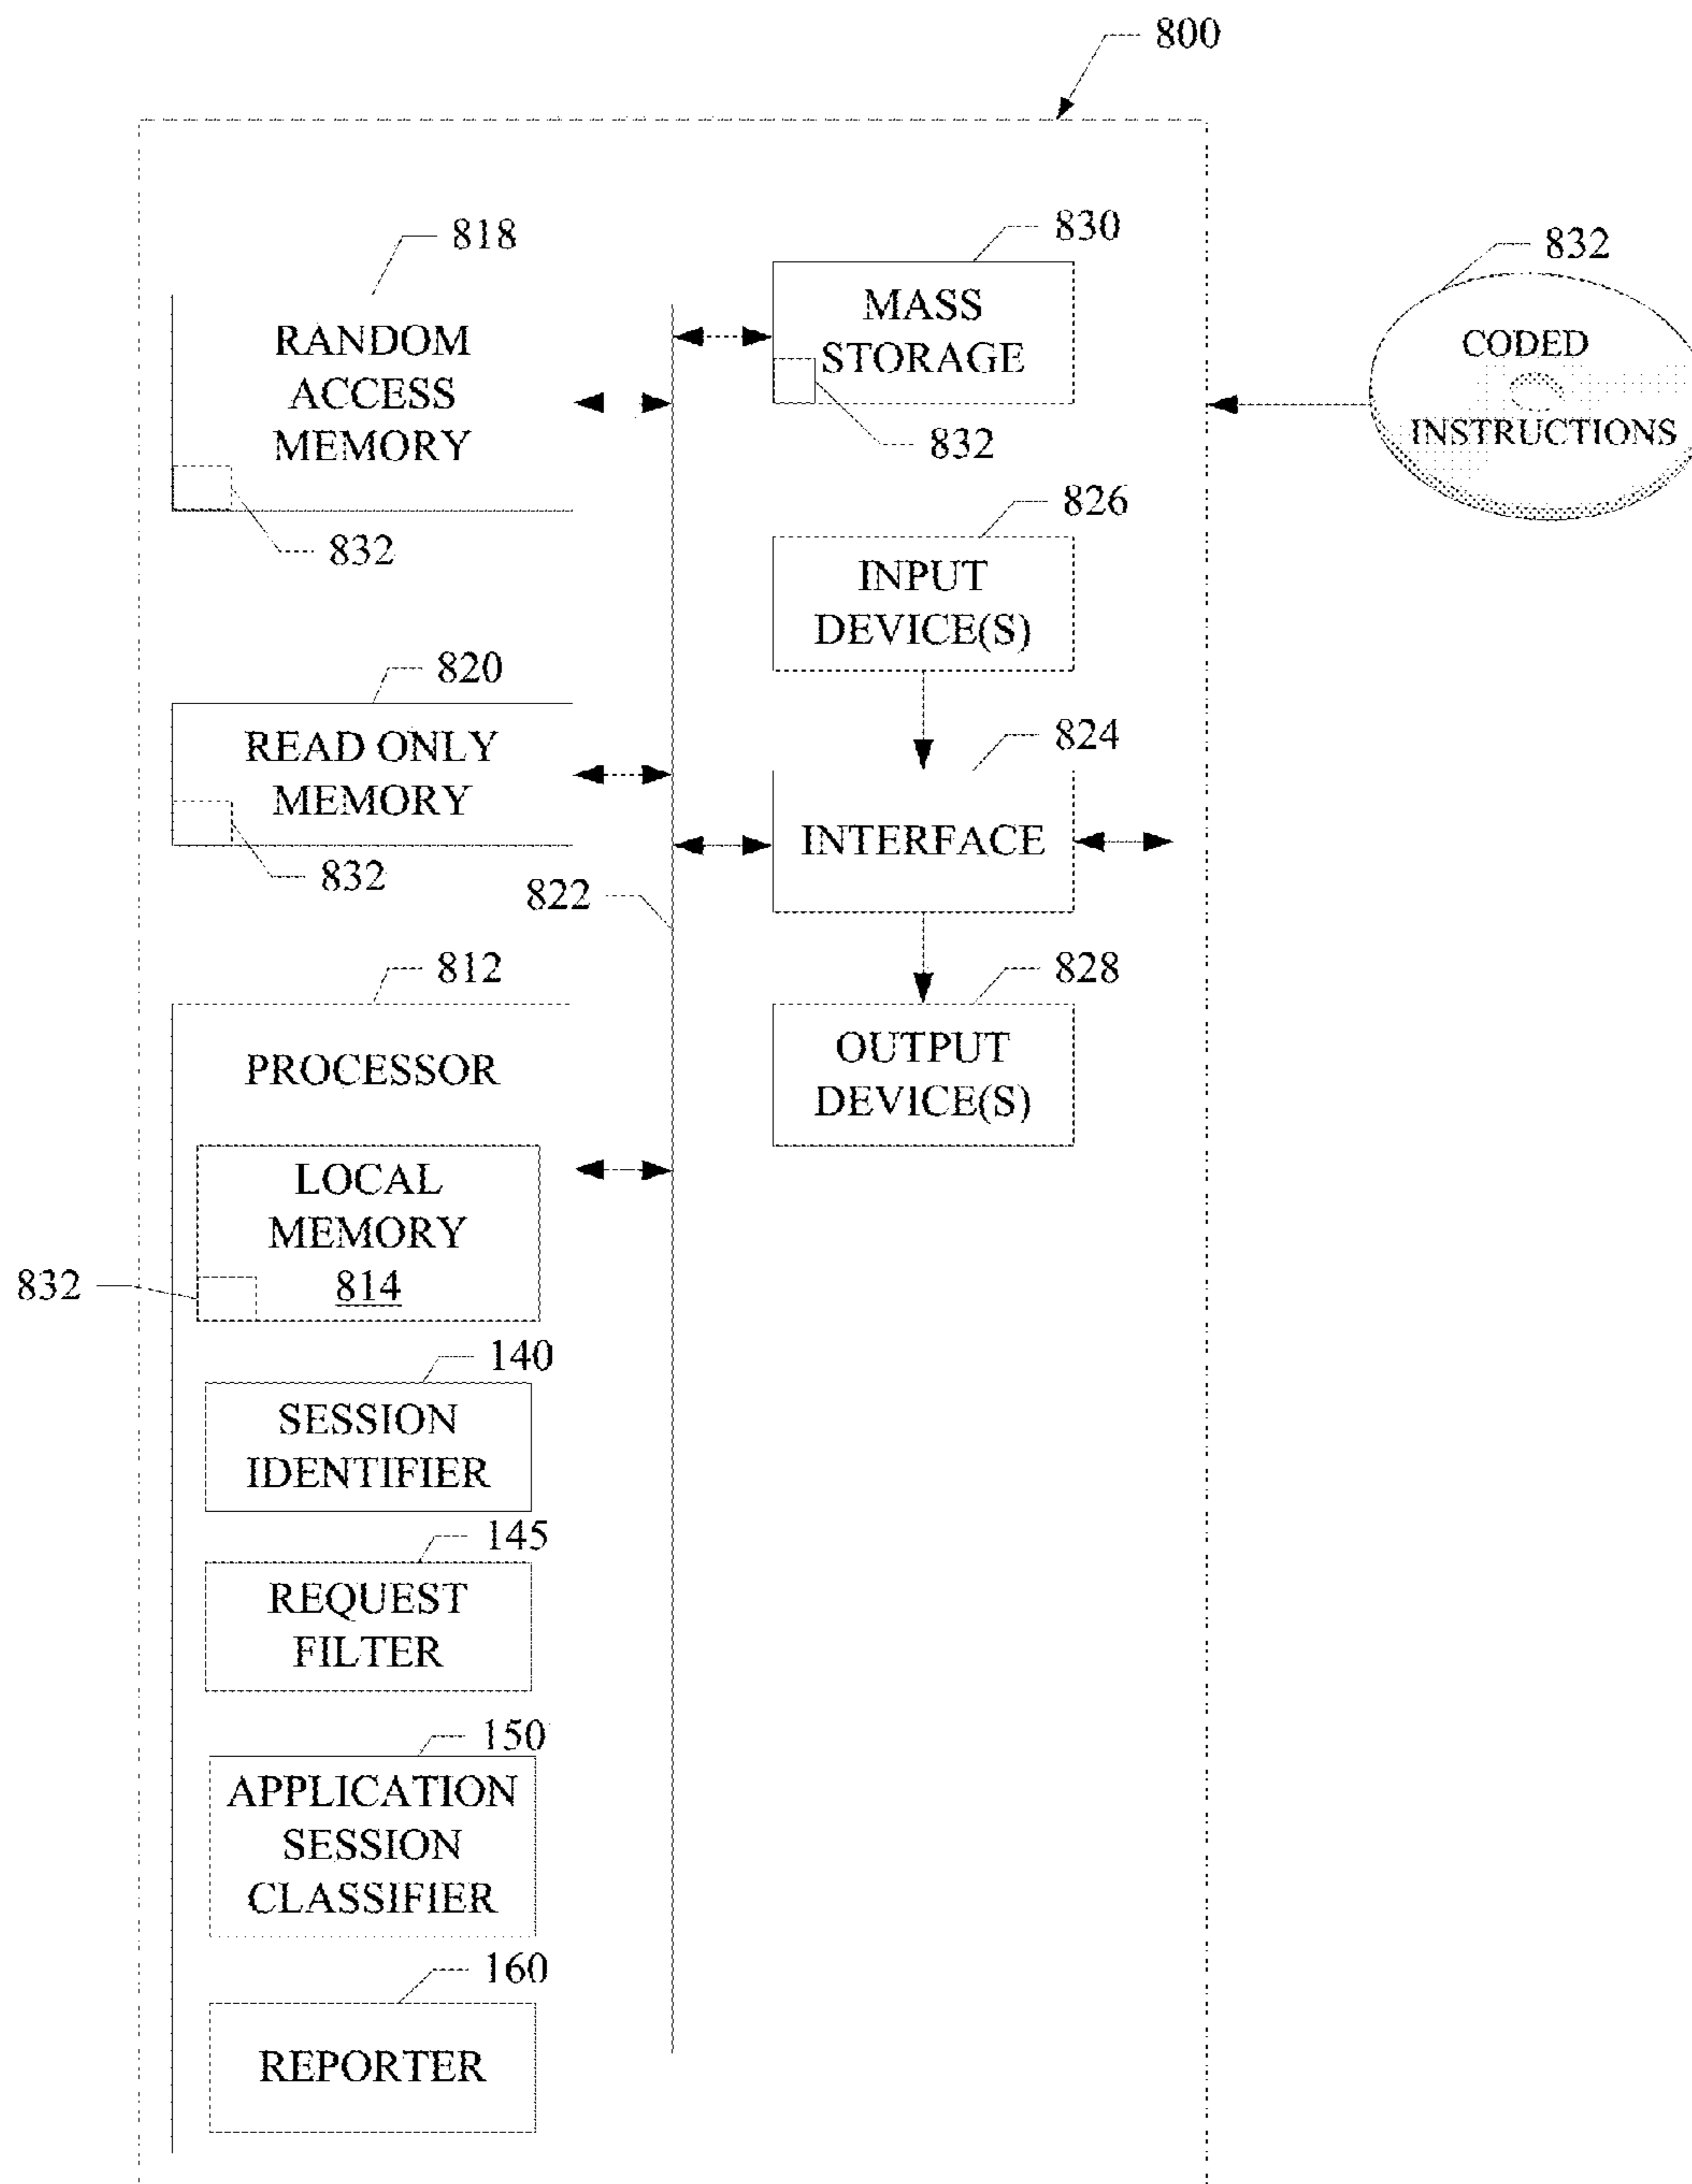 800
818
RANDOM
ACCESS
MEMORY
832
830
MASS
STORAGE
832
832
CODED
INSTRUCTIONS
826
INPUT
DEVICE(S)
820
READ ONLY
MEMORY
832
824
INTERFACE
822
812
PROCESSOR
828
OUTPUT
DEVICE(S)
LOCAL
MEMORY
814
832
140
SESSION
IDENTIFIER
145
REQUEST
FILTER
150
APPLICATION
SESSION
CLASSIFIER
160
REPORTER